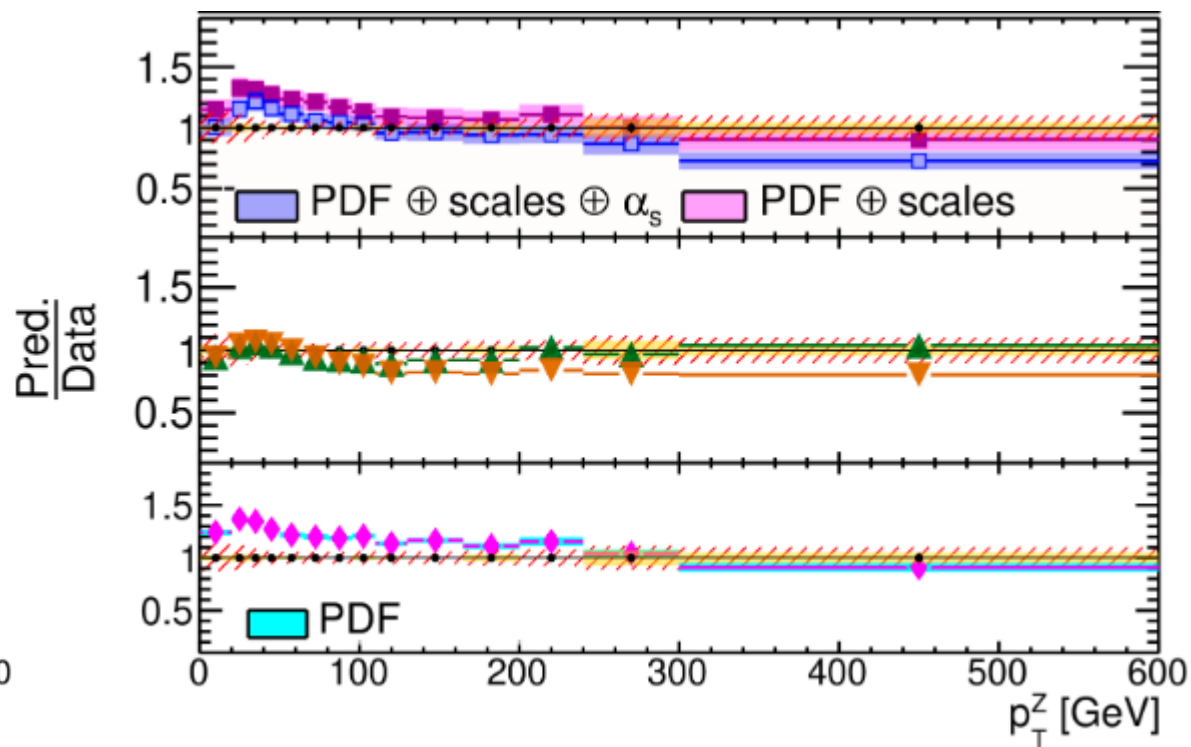 1.5
1
0.5
PDF ⊕ scales ⊕ αs
PDF ⊕ scales
Pred.
Data
1.5
1
0.5
1.5
1
0.5
PDF
0
0 100 200 300 400 500 600
p_T^Z [GeV]